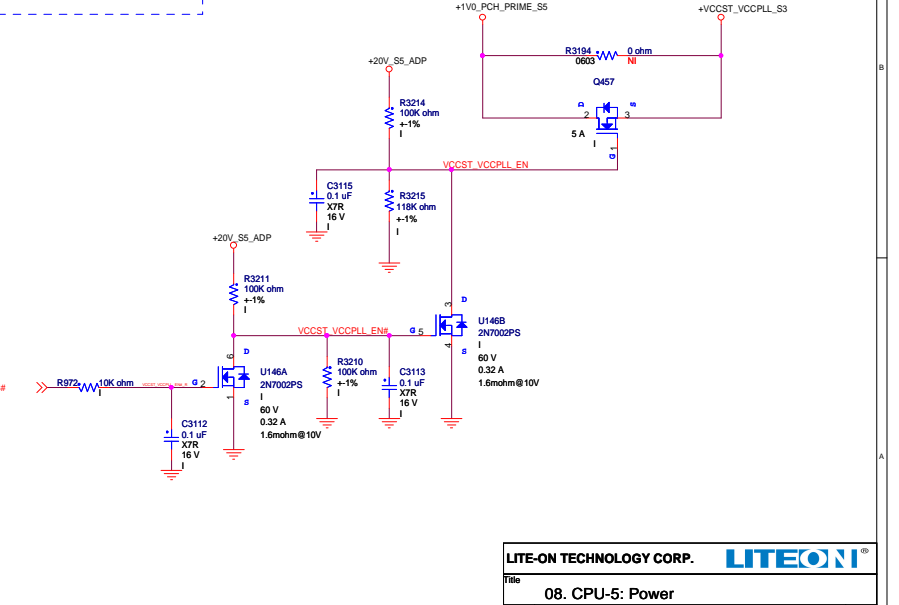 +1V0_PCH_PRIME_S5
+VCCST_VCCPLL_S3
R3194
0 ohm
0603
NI
B
+20V_S5_ADP
Q457
D
S
2
3
5 A
I
G
1
R3214
100K ohm
+-1%
I
VCCST_VCCPLL_EN
C3115
0.1 uF
X7R
16 V
I
R3215
118K ohm
+-1%
I
+20V_S5_ADP
R3211
100K ohm
+-1%
I
D
3
VCCST_VCCPLL_EN#
G 5
U146B
2N7002PS
I
60 V
0.32 A
1.6mohm@10V
4
S
6
D
U146A
2N7002PS
I
60 V
0.32 A
1.6mohm@10V
R3210
100K ohm
+-1%
I
C3113
0.1 uF
X7R
16 V
I
#
R972
10K ohm
I
G 2
1
S
C3112
0.1 uF
X7R
16 V
I
A
LITE-ON TECHNOLOGY CORP.
LITEON®
Title
08. CPU-5: Power